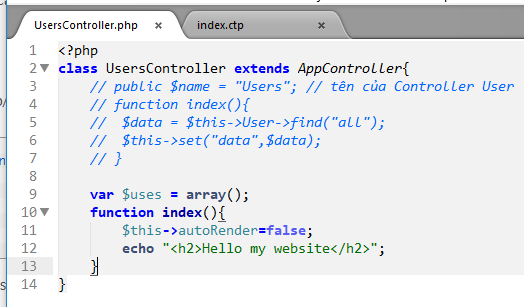 UsersController.php × index.ctp ×
1 <?php
2 class UsersController extends AppController{
3 // public $name = "Users"; // tên của Controller User
4 // function index(){
5 // $data = $this->User->find("all");
6 // $this->set("data",$data);
7 // }
8
9 var $uses = array();
10 function index(){
11 $this->autoRender=false;
12 echo "<h2>Hello my website</h2>";
13 }
14 }